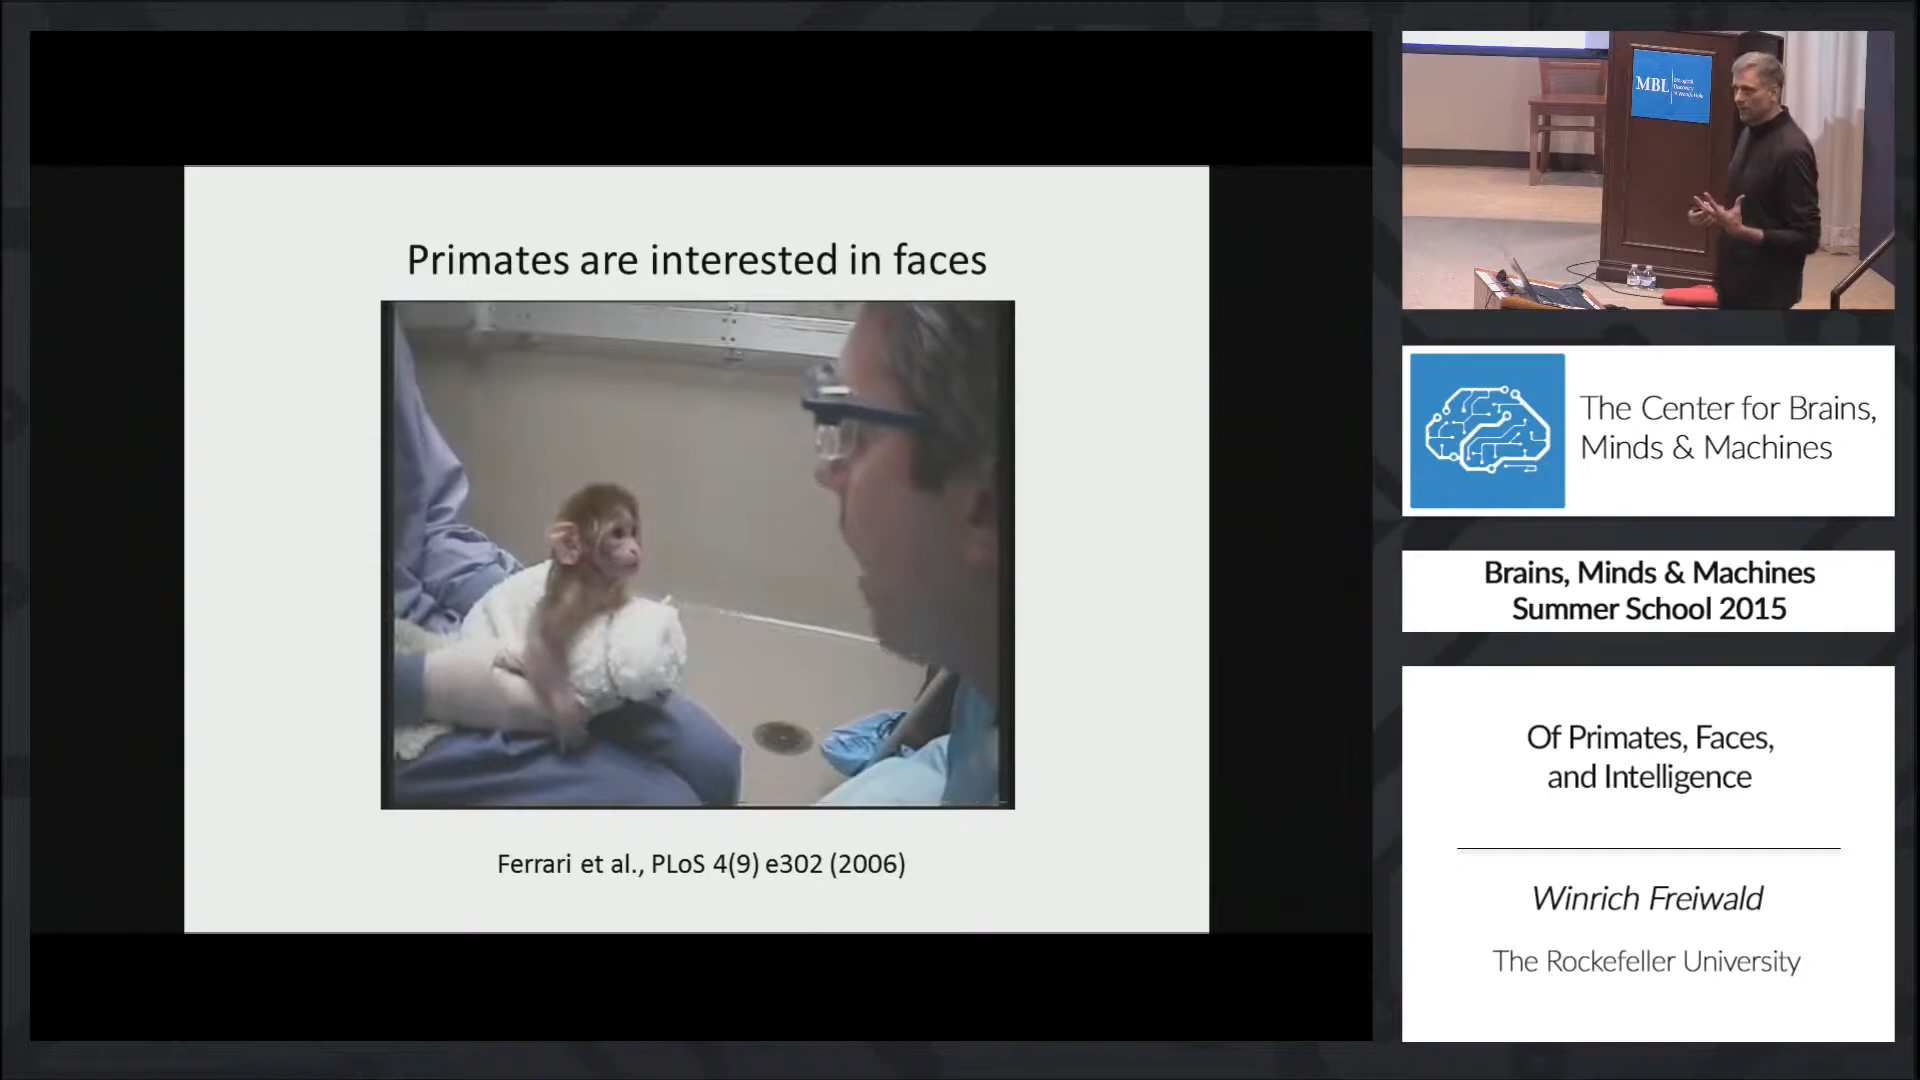 Primates are interested in faces
Ferrari et al., PLoS 4(9) e302 (2006)
MBL
The Center for Brains,
Minds & Machines
Brains, Minds & Machines
Summer School 2015
Of Primates, Faces,
and Intelligence
Winrich Freiwald
The Rockefeller University